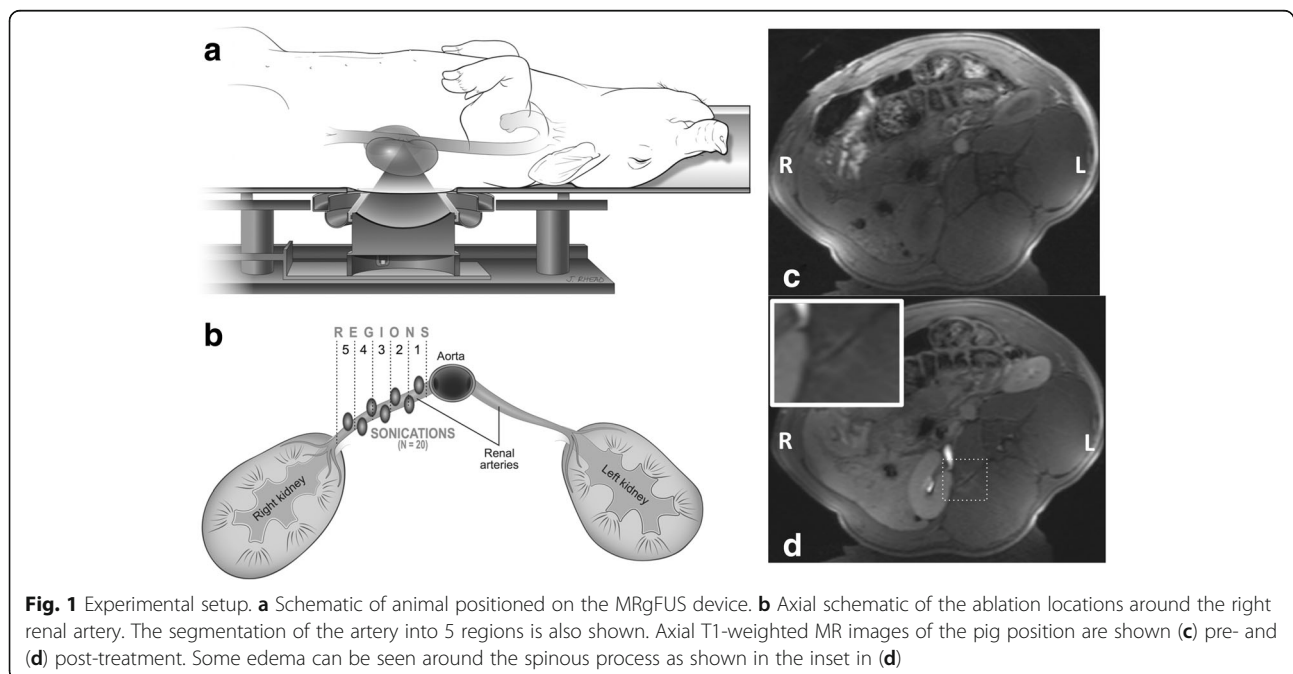 a
J. RIVERO
b
R E G I O N S
5 4 3 2 1
Aorta
SONICATIONS
(N = 20)
Renal
arteries
Right kidney
Left kidney
R
L
c
R
L
d
Fig. 1 Experimental setup. a Schematic of animal positioned on the MRgFUS device. b Axial schematic of the ablation locations around the right
renal artery. The segmentation of the artery into 5 regions is also shown. Axial T1-weighted MR images of the pig position are shown (c) pre- and
(d) post-treatment. Some edema can be seen around the spinous process as shown in the inset in (d)